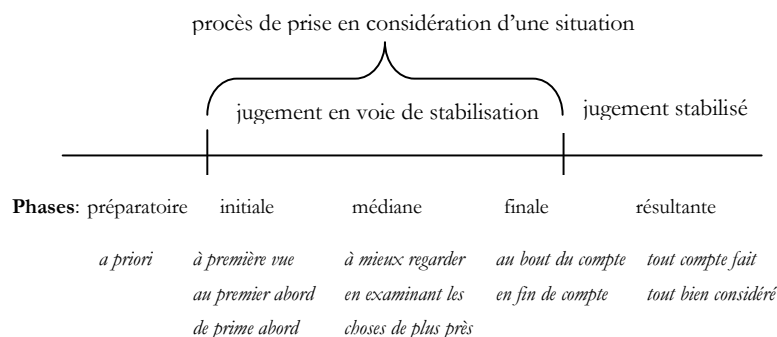 procès de prise en considération d’une situation
jugement en voie de stabilisation
jugement stabilisé
Phases: préparatoire initiale médiane finale résultante
a priori à première vue à mieux regarder au bout du compte tout compte fait
au premier abord en examinant les en fin de compte tout bien considéré
de prime abord choses de plus près